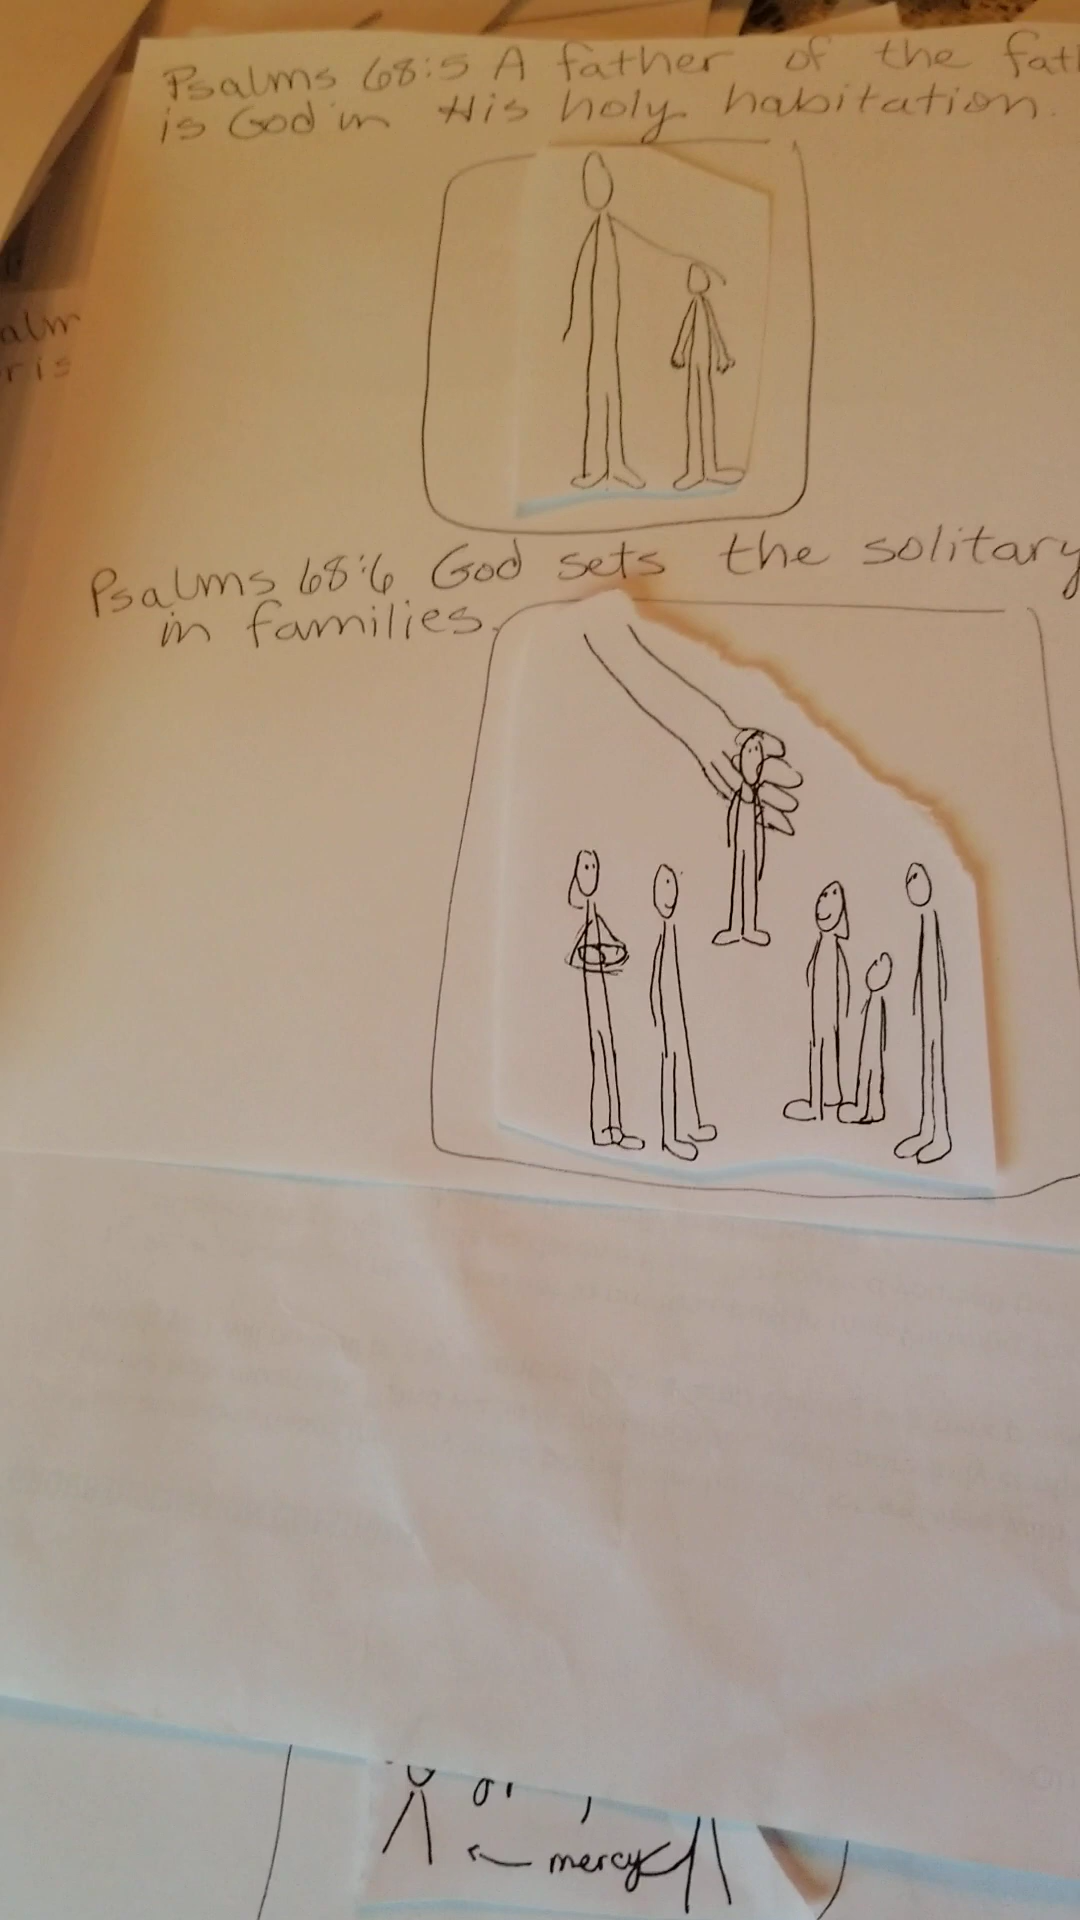 Psalms 68:5 A father of the fath
is God in His holy habitation.
alm
ris
Psalms 68:6 God sets the solitary
in families.
mercy